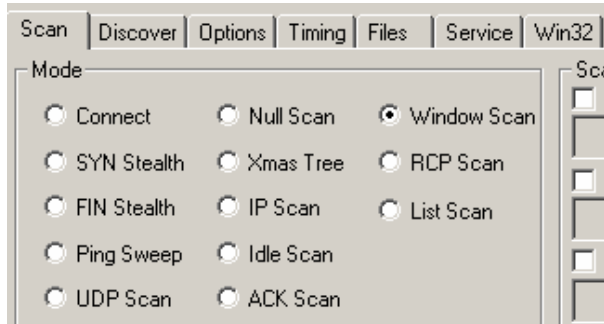 Scan Discover Options Timing Files Service Win32
Mode
Connect Null Scan Window Scan
SYN Stealth Xmas Tree RCP Scan
FIN Stealth IP Scan List Scan
Ping Sweep Idle Scan
UDP Scan ACK Scan
Sca